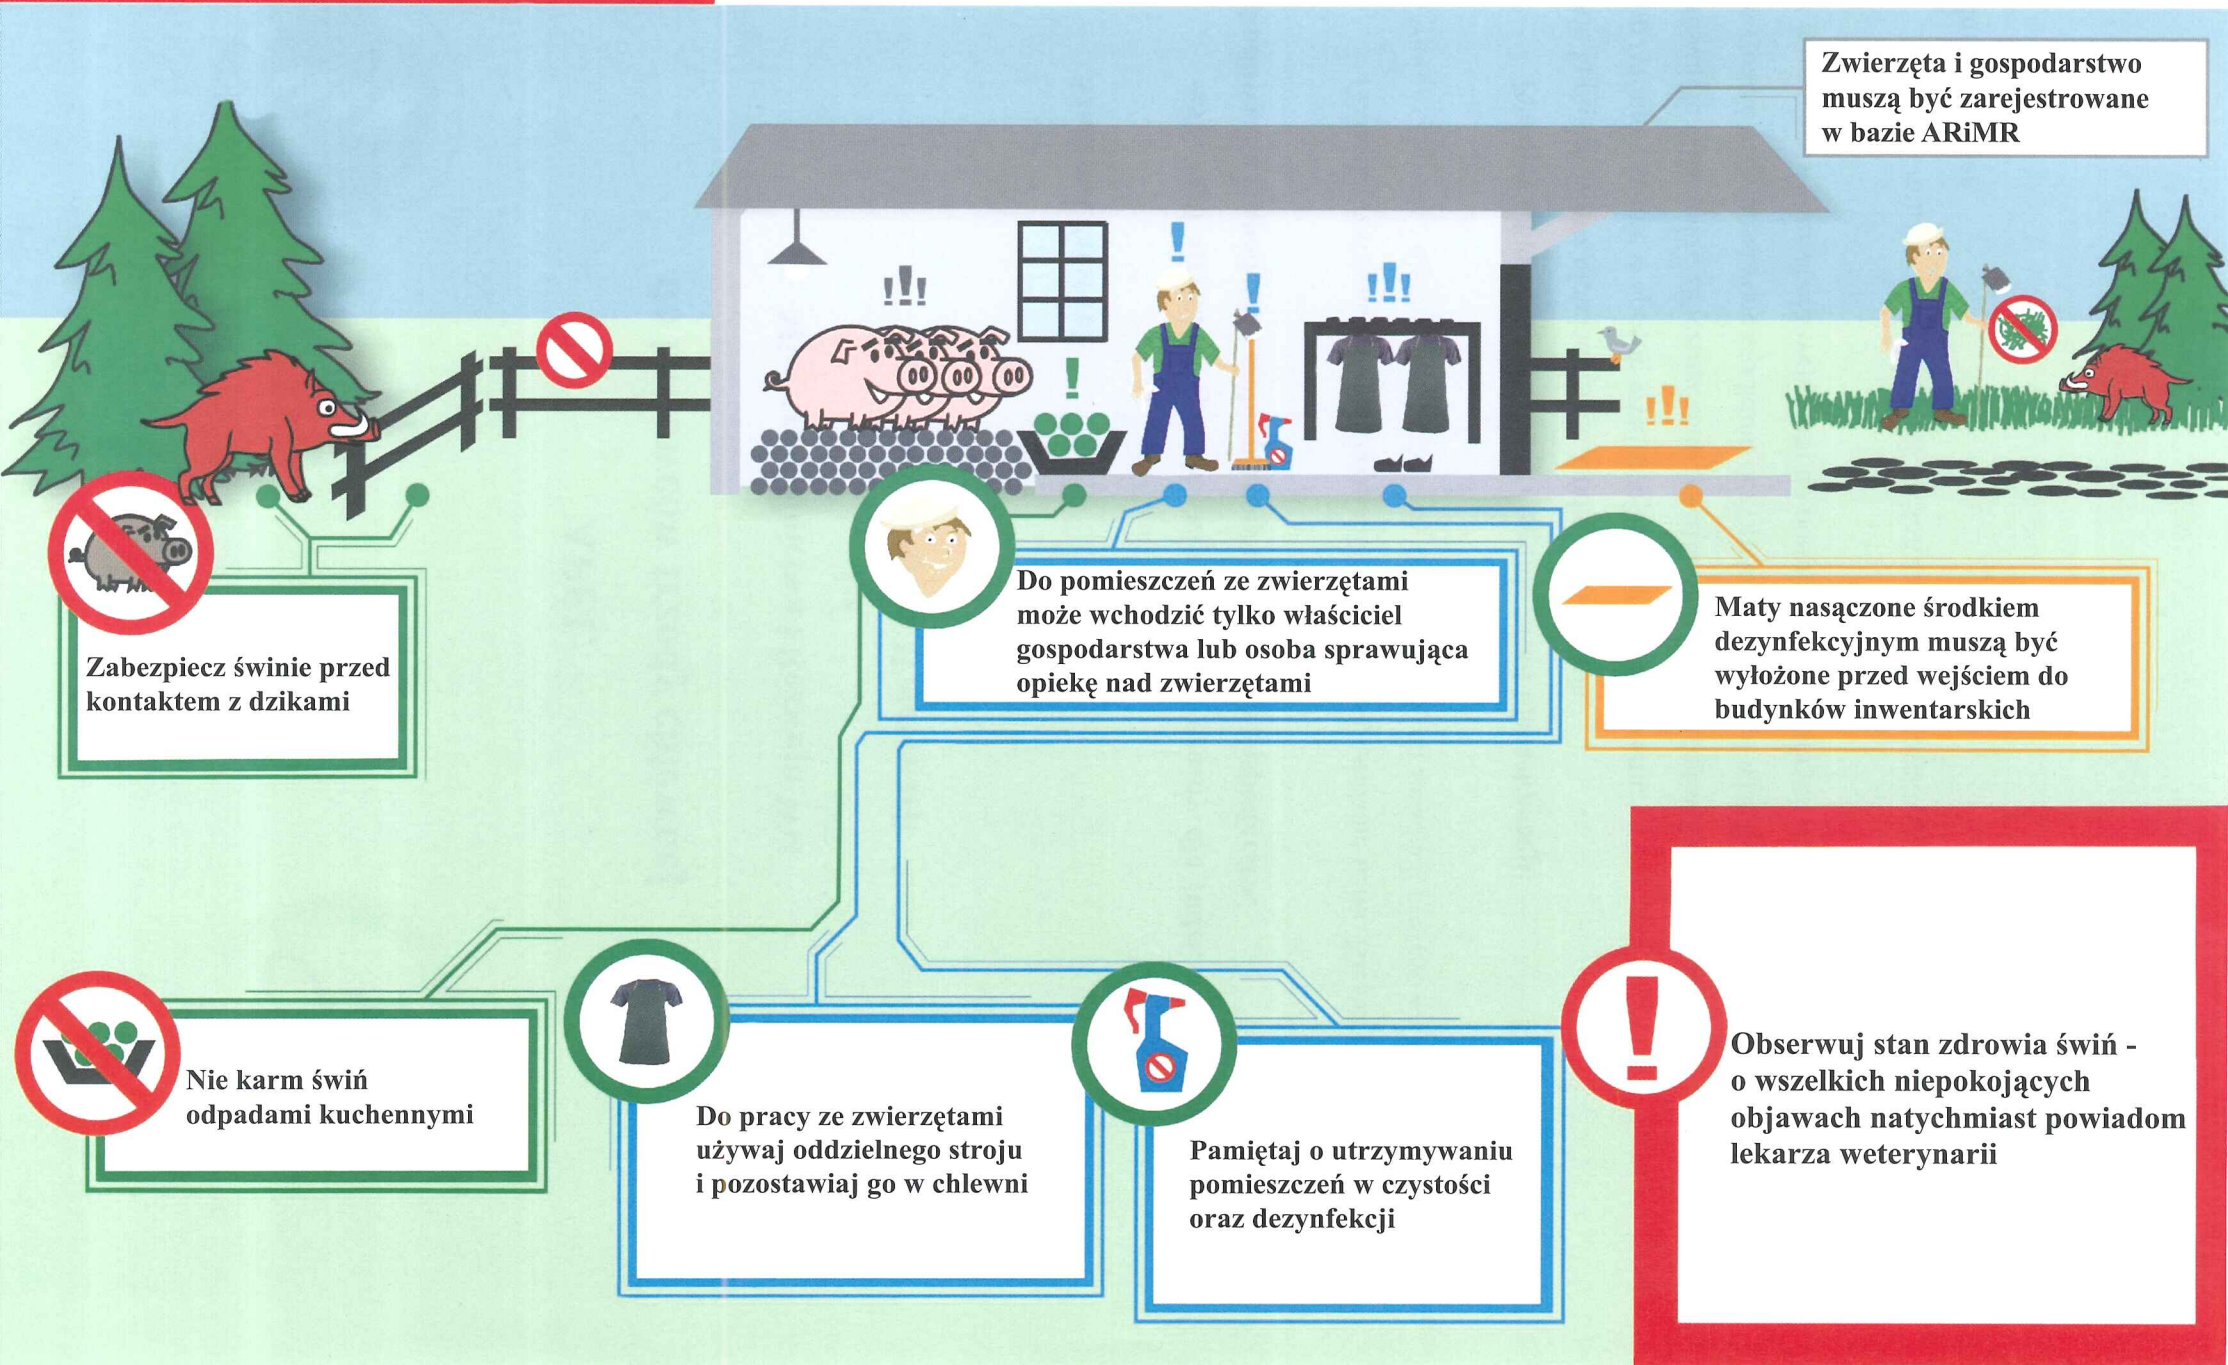 Zwierzęta i gospodarstwo
muszą być zarejestrowane
w bazie ARiMR
Zabezpiecz świnie przed
kontaktem z dzikami
Do pomieszczeń ze zwierzętami
może wchodzić tylko właściciel
gospodarstwa lub osoba sprawująca
opiekę nad zwierzętami
Maty nasączone środkiem
dezynfekcyjnym muszą być
wyłożone przed wejściem do
budynków inwentarskich
Nie karm świń
odpadami kuchennymi
Do pracy ze zwierzętami
używaj oddzielnego stroju
i pozostawiaj go w chlewni
Pamiętaj o utrzymywaniu
pomieszczeń w czystości
oraz dezynfekcji
Obserwuj stan zdrowia świń -
o wszelkich niepokojących
objawach natychmiast powiadom
lekarza weterynarii